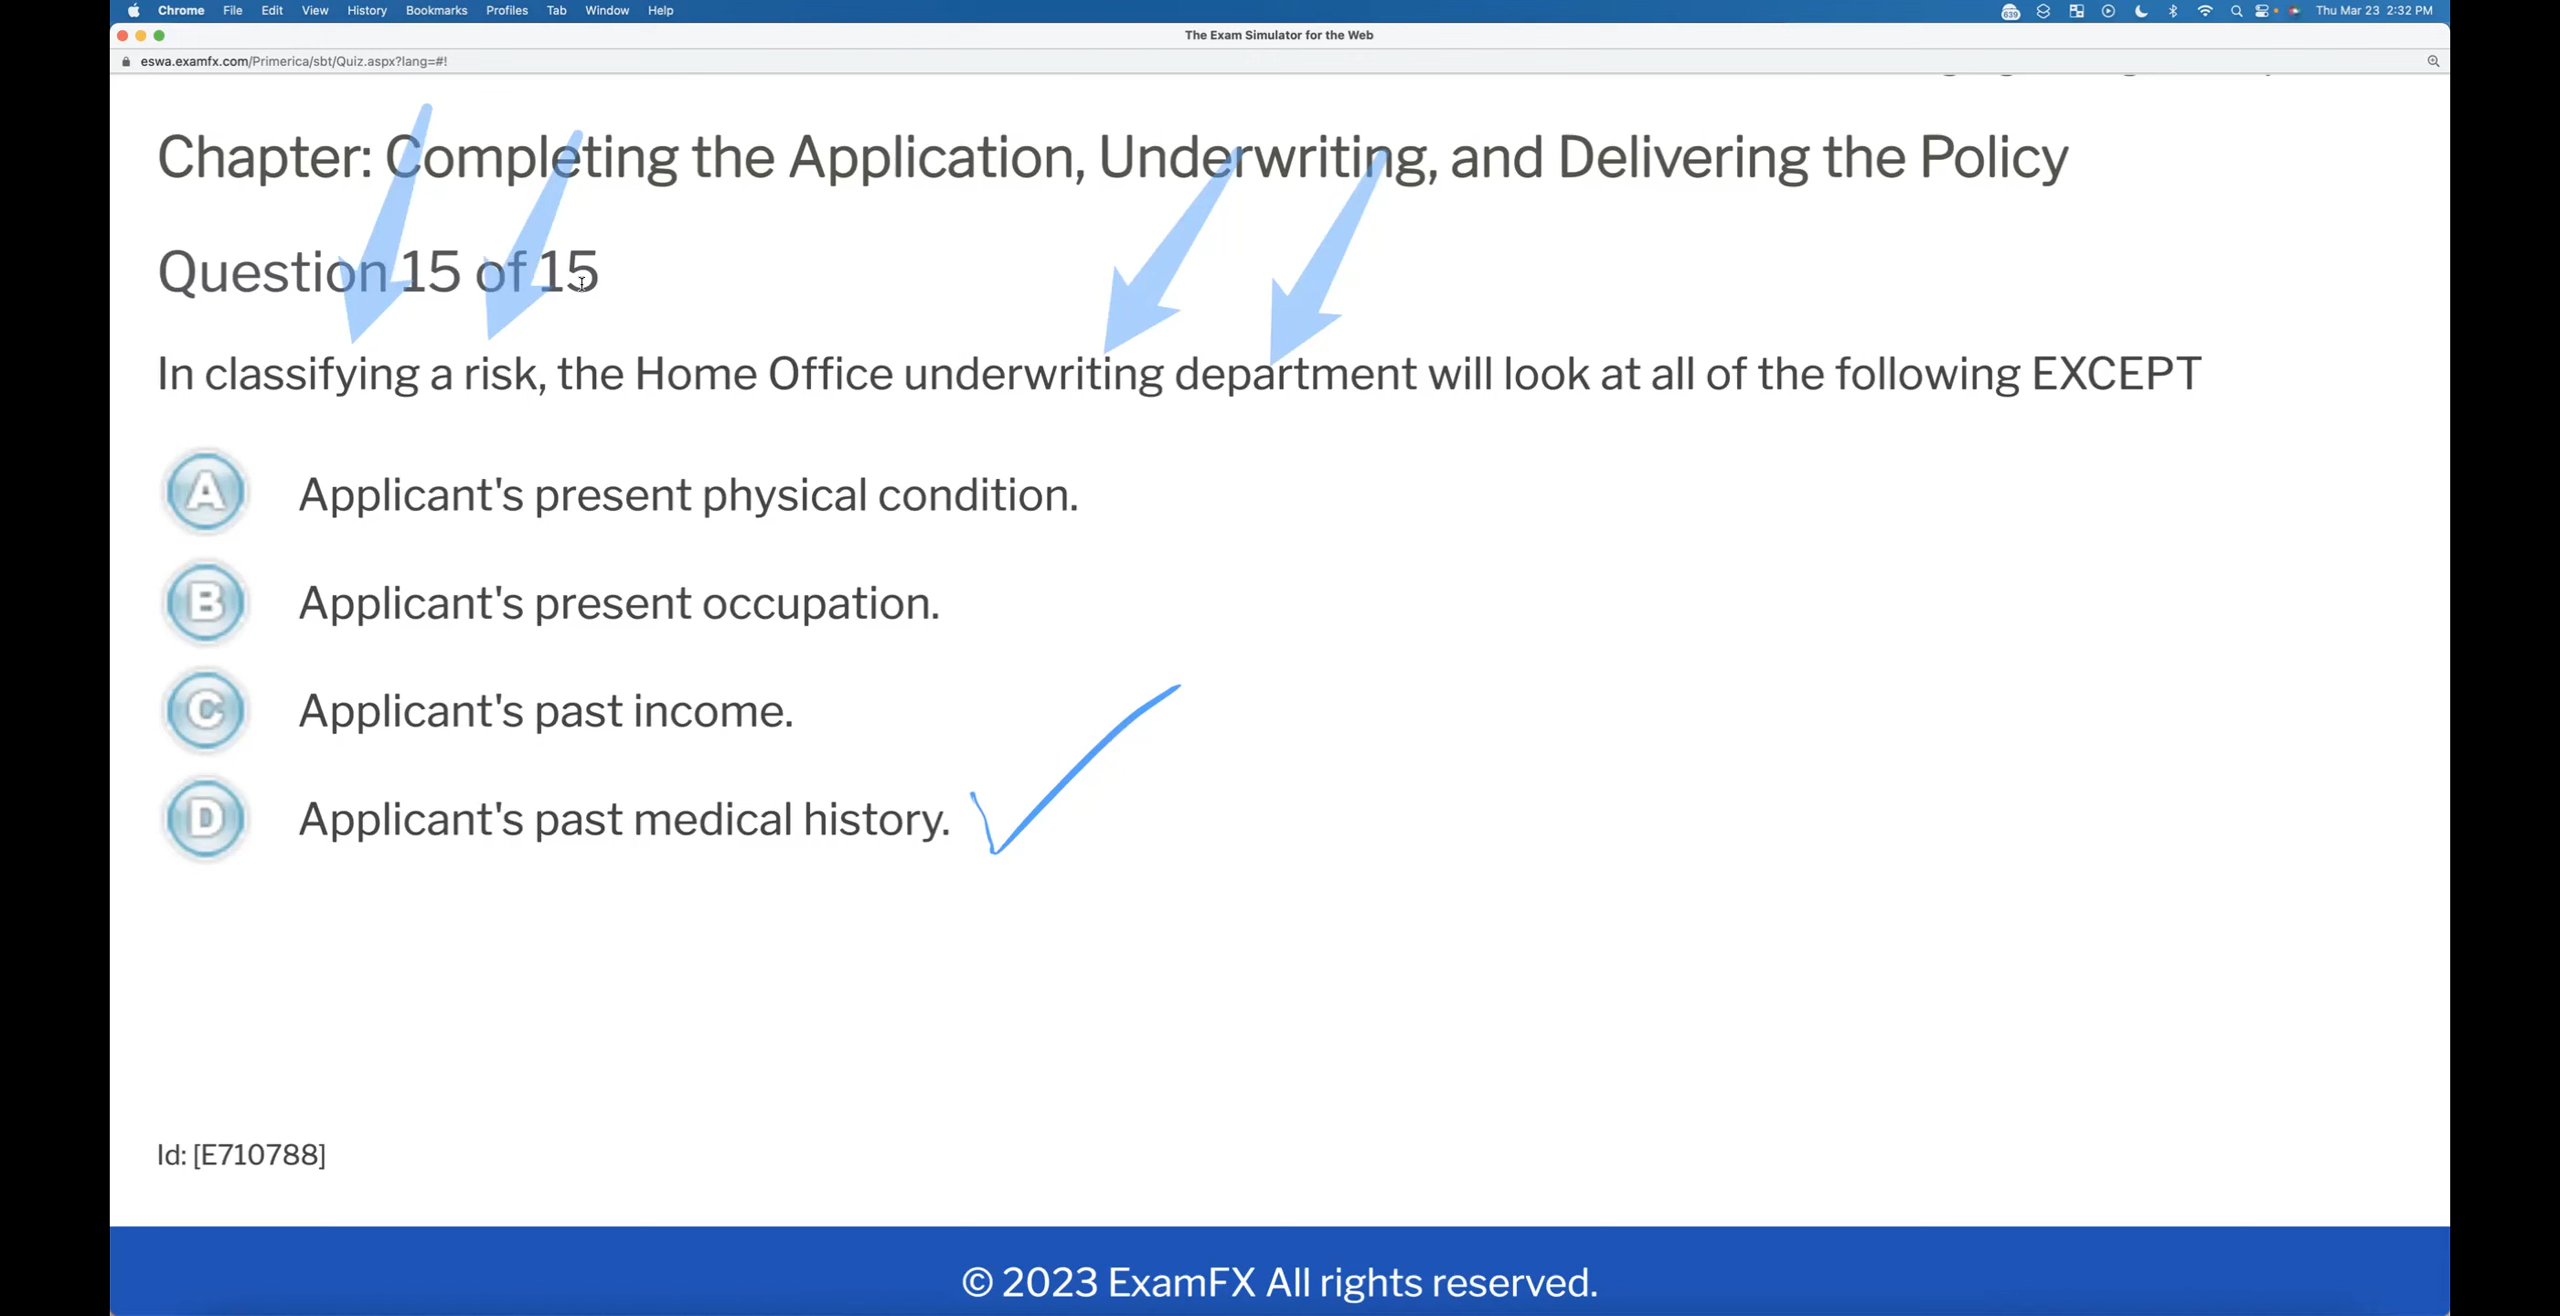 Chrome File Edit View History Bookmarks Profiles Tab Window Help 639 Thu Mar 23 2:32 PM
The Exam Simulator for the Web
eswa.examfx.com/Primerica/sbt/Quiz.aspx?lang=#!
Chapter: Completing the Application, Underwriting, and Delivering the Policy
Question 15 of 15
In classifying a risk, the Home Office underwriting department will look at all of the following EXCEPT
A Applicant's present physical condition.
B Applicant's present occupation.
C Applicant's past income.
D Applicant's past medical history.
Id: [E710788]
© 2023 ExamFX All rights reserved.